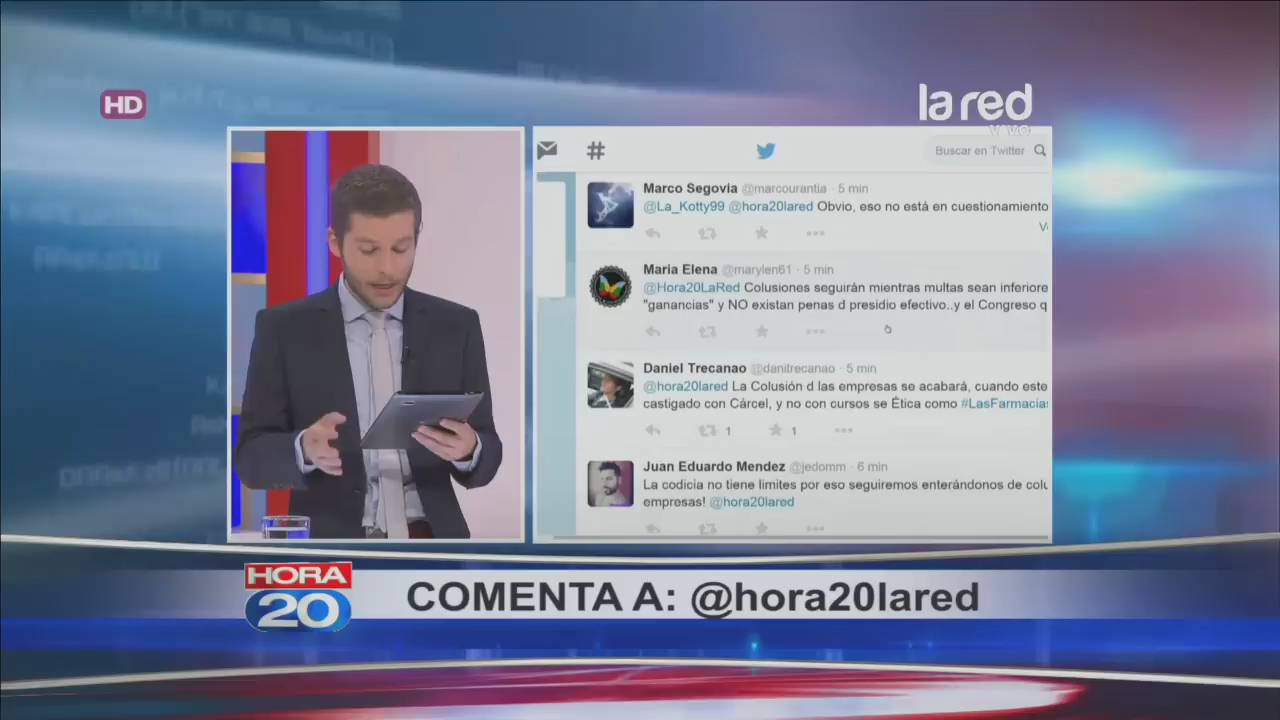 HD
la red
VIVO
#
Buscar en Twitter
Marco Segovia @marcourantia · 5 min
@La_Kotty99 @hora20lared Obvio, eso no está en cuestionamiento
Maria Elena @marylen61 · 5 min
@Hora20LaRed Colusiones seguirán mientras multas sean inferiore
"ganancias" y NO existan penas d presidio efectivo..y el Congreso q
Daniel Trecanao @danitrecanao · 5 min
@hora20lared La Colusión d las empresas se acabará, cuando este
castigado con Cárcel, y no con cursos se Ética como #LasFarmacia
1 1
Juan Eduardo Mendez @jedomm · 6 min
La codicia no tiene limites por eso seguiremos enterándonos de colu
empresas! @hora20lared
HORA
20
COMENTA A: @hora20lared